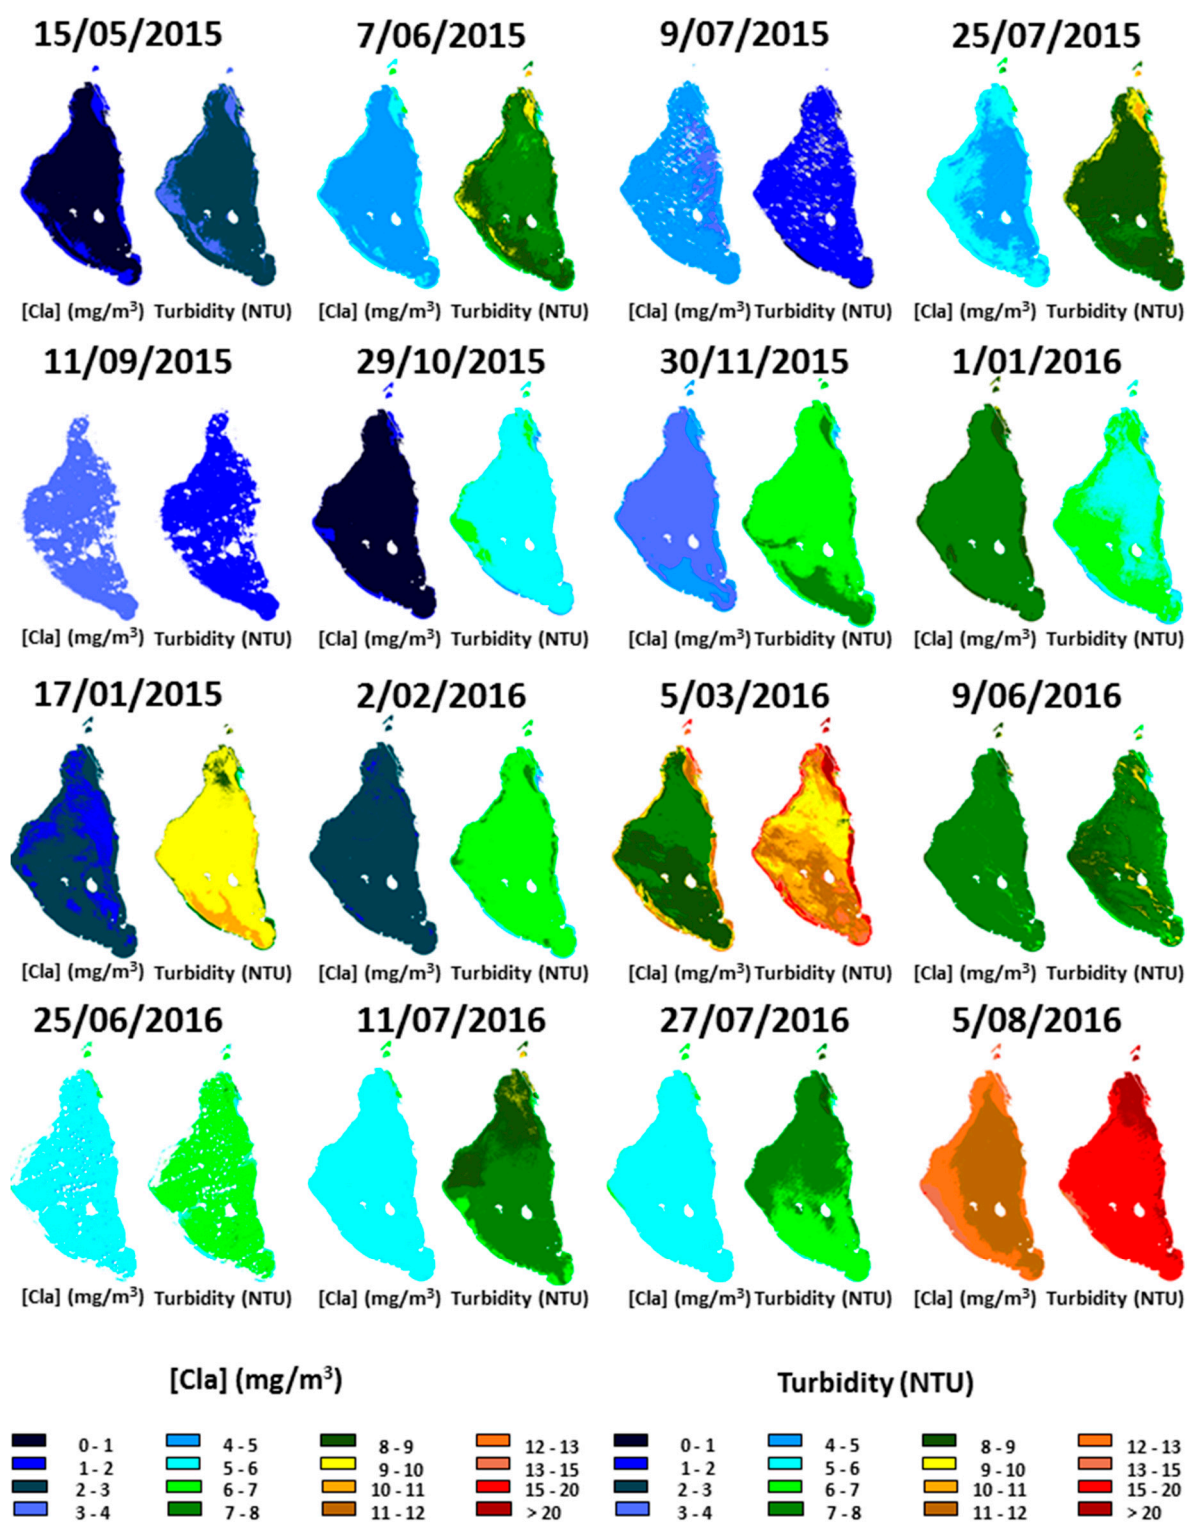 15/05/2015 7/06/2015 9/07/2015 25/07/2015
[Cla] (mg/m³) Turbidity (NTU) [Cla] (mg/m³) Turbidity (NTU) [Cla] (mg/m³) Turbidity (NTU) [Cla] (mg/m³) Turbidity (NTU)
11/09/2015 29/10/2015 30/11/2015 1/01/2016
[Cla] (mg/m³) Turbidity (NTU) [Cla] (mg/m³) Turbidity (NTU) [Cla] (mg/m³) Turbidity (NTU) [Cla] (mg/m³) Turbidity (NTU)
17/01/2015 2/02/2016 5/03/2016 9/06/2016
[Cla] (mg/m³) Turbidity (NTU) [Cla] (mg/m³) Turbidity (NTU) [Cla] (mg/m³) Turbidity (NTU) [Cla] (mg/m³) Turbidity (NTU)
25/06/2016 11/07/2016 27/07/2016 5/08/2016
[Cla] (mg/m³) Turbidity (NTU) [Cla] (mg/m³) Turbidity (NTU) [Cla] (mg/m³) Turbidity (NTU) [Cla] (mg/m³) Turbidity (NTU)
[Cla] (mg/m³) Turbidity (NTU)
0 - 1 4 - 5 8 - 9 12 - 13 0 - 1 4 - 5 8 - 9 12 - 13
1 - 2 5 - 6 9 - 10 13 - 15 1 - 2 5 - 6 9 - 10 13 - 15
2 - 3 6 - 7 10 - 11 15 - 20 2 - 3 6 - 7 10 - 11 15 - 20
3 - 4 7 - 8 11 - 12 > 20 3 - 4 7 - 8 11 - 12 > 20